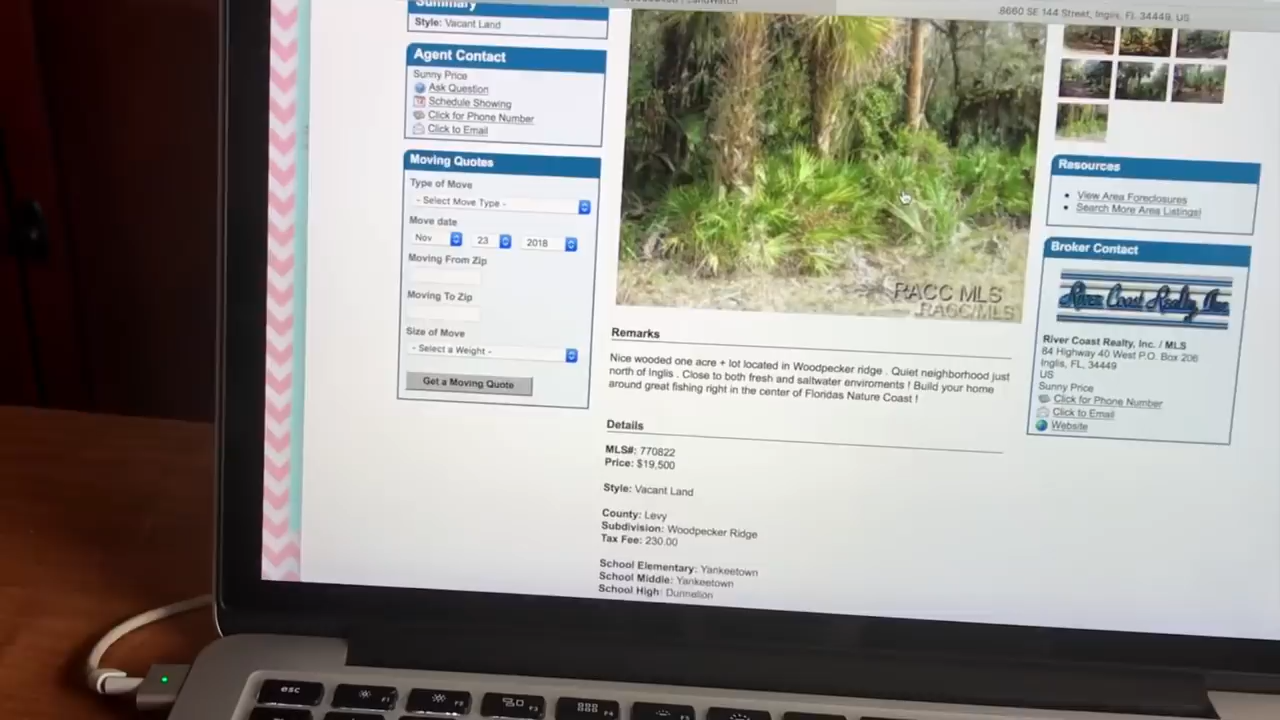 8660 SE 144 Street, Inglis, FL 34449, US
Summary
Style: Vacant Land
Agent Contact
Sunny Price
Ask Question
Schedule Showing
Click for Phone Number
Click to Email
Moving Quotes
Type of Move
- Select Move Type -
Move date
Nov 23 2018
Moving From Zip
Moving To Zip
Size of Move
- Select a Weight -
Get a Moving Quote
RACC MLS
RACC/MLS
Remarks
Nice wooded one acre + lot located in Woodpecker ridge . Quiet neighborhood just
north of Inglis . Close to both fresh and saltwater enviroments ! Build your home
around great fishing right in the center of Floridas Nature Coast !
Details
MLS#: 770822
Price: $19,500
Style: Vacant Land
County: Levy
Subdivision: Woodpecker Ridge
Tax Fee: 230.00
School Elementary: Yankeetown
School Middle: Yankeetown
School High: Dunnellon
Resources
View Area Foreclosures
Search More Area Listings!
Broker Contact
River Coast Realty, Inc.
River Coast Realty, Inc. / MLS
64 Highway 40 West P.O. Box 206
Inglis, FL, 34449
US
Sunny Price
Click for Phone Number
Click to Email
Website
esc
F1
F2
F3
F4
F5